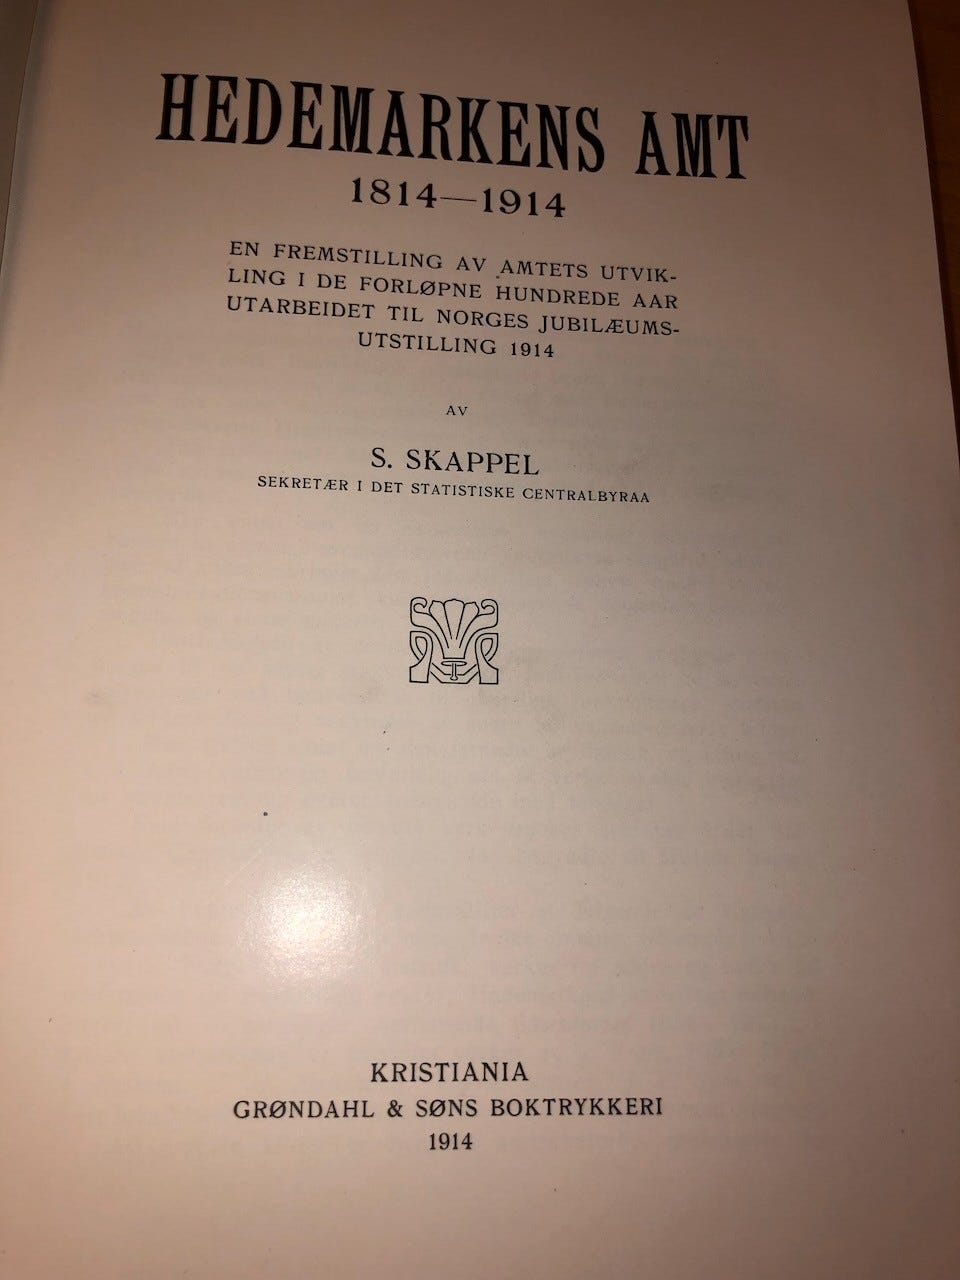 HEDEMARKENS AMT
1814—1914
EN FREMSTILLING AV AMTETS UTVIK-
LING I DE FORLØPNE HUNDREDE AAR
UTARBEIDET TIL NORGES JUBILÆUMS-
UTSTILLING 1914
AV
S. SKAPPEL
SEKRETÆR I DET STATISTISKE CENTRALBYRAA
KRISTIANIA
GRØNDAHL & SØNS BOKTRYKKERI
1914